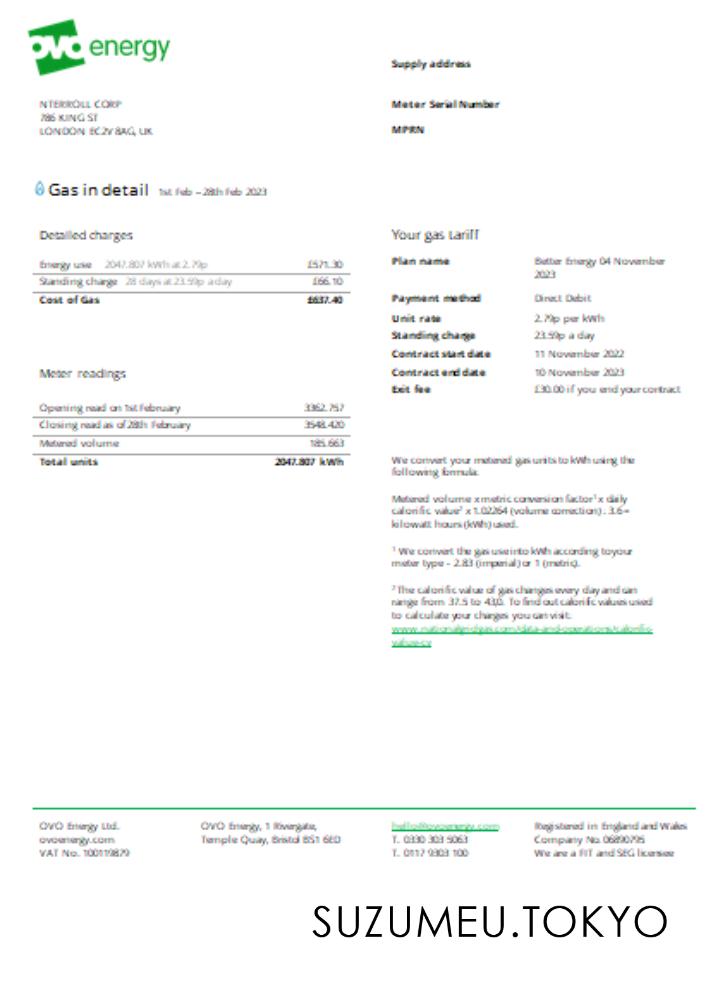 OVO energy
Supply address
NTERROLL CORP
786 KING ST
LONDON EC2V 8AG, UK
Meter Serial Number
MPRN
Gas in detail 1st Feb – 28th Feb 2023
Detailed charges
Energy use 2047.807 kWh at 2.79p £571.30
Standing charge 28 days at 23.59p a day £66.10
Cost of Gas £637.40
Meter readings
Opening read on 1st February 3362.757
Closing read as of 28th February 3548.420
Metered volume 185.663
Total units 2047.807 kWh
Your gas tariff
Plan name Better Energy 04 November
2023
Payment method Direct Debit
Unit rate 2.79p per kWh
Standing charge 23.59p a day
Contract start date 11 November 2022
Contract end date 10 November 2023
Exit fee £30.00 if you end your contract
We convert your metered gas units to kWh using the
following formula:
Metered volume x metric conversion factor¹ x daily
calorific value² x 1.02264 (volume correction) : 3.6 =
kilowatt hours (kWh) used.
¹ We convert the gas use into kWh according to your
meter type – 2.83 (imperial) or 1 (metric).
² The calorific value of gas changes every day and can
range from 37.5 to 43,0. To find out calorific values used
to calculate your charges you can visit:
www.nationalgridgas.com/data-and-operations/calorific-
value-cv
OVO Energy Ltd.
ovoenergy.com
VAT No. 100119879
OVO Energy, 1 Rivergate,
Temple Quay, Bristol BS1 6ED
hello@ovoenergy.com
T. 0330 303 5063
T. 0117 9303 100
Registered in England and Wales
Company No. 06890795
We are a FIT and SEG licensee
SUZUMEU.TOKYO